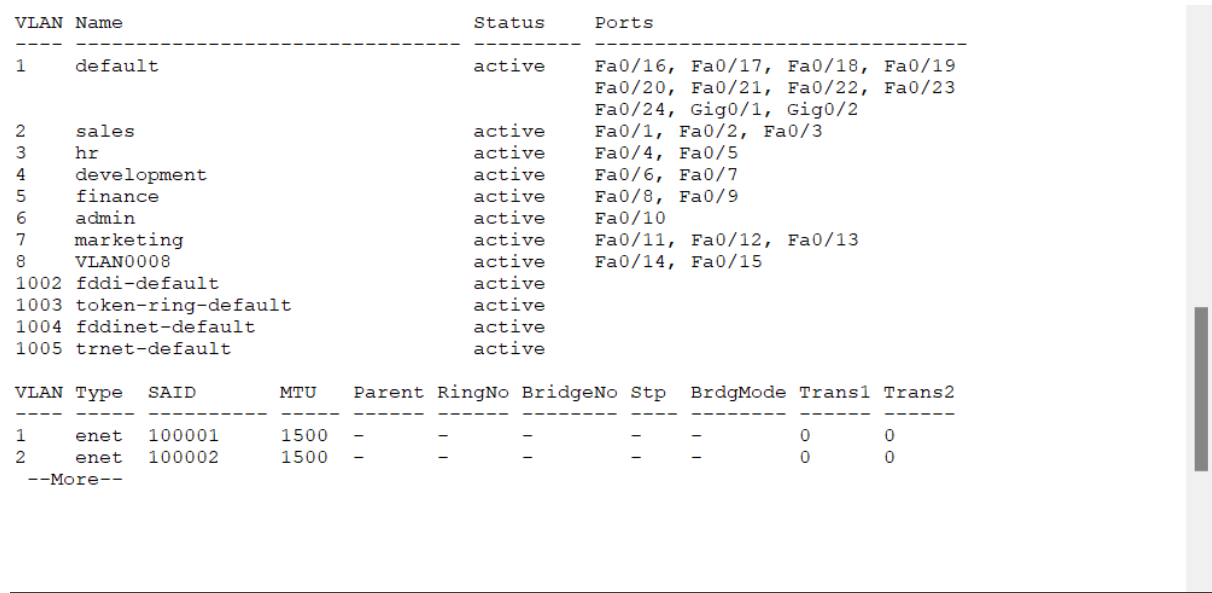 VLAN Name                             Status    Ports
---- -------------------------------- --------- -------------------------------
1    default                          active    Fa0/16, Fa0/17, Fa0/18, Fa0/19
                                                Fa0/20, Fa0/21, Fa0/22, Fa0/23
                                                Fa0/24, Gig0/1, Gig0/2
2    sales                            active    Fa0/1, Fa0/2, Fa0/3
3    hr                               active    Fa0/4, Fa0/5
4    development                      active    Fa0/6, Fa0/7
5    finance                          active    Fa0/8, Fa0/9
6    admin                            active    Fa0/10
7    marketing                        active    Fa0/11, Fa0/12, Fa0/13
8    VLAN0008                         active    Fa0/14, Fa0/15
1002 fddi-default                     active
1003 token-ring-default               active
1004 fddinet-default                  active
1005 trnet-default                    active

VLAN Type  SAID       MTU   Parent RingNo BridgeNo Stp  BrdgMode Trans1 Trans2
---- ----- ---------- ----- ------ ------ -------- ---- -------- ------ ------
1    enet  100001     1500  -      -      -        -    -        0      0
2    enet  100002     1500  -      -      -        -    -        0      0
 --More--